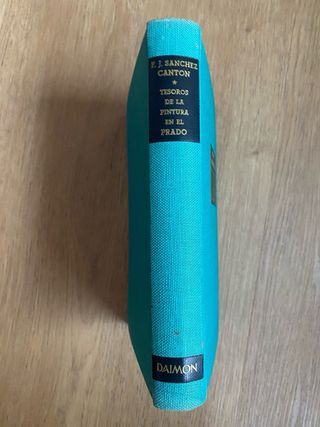 F. J. SANCHEZ
CANTON
★
TESOROS
DE LA
PINTURA
EN EL
PRADO
DAIMON